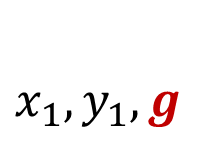 x₁, y₁, g